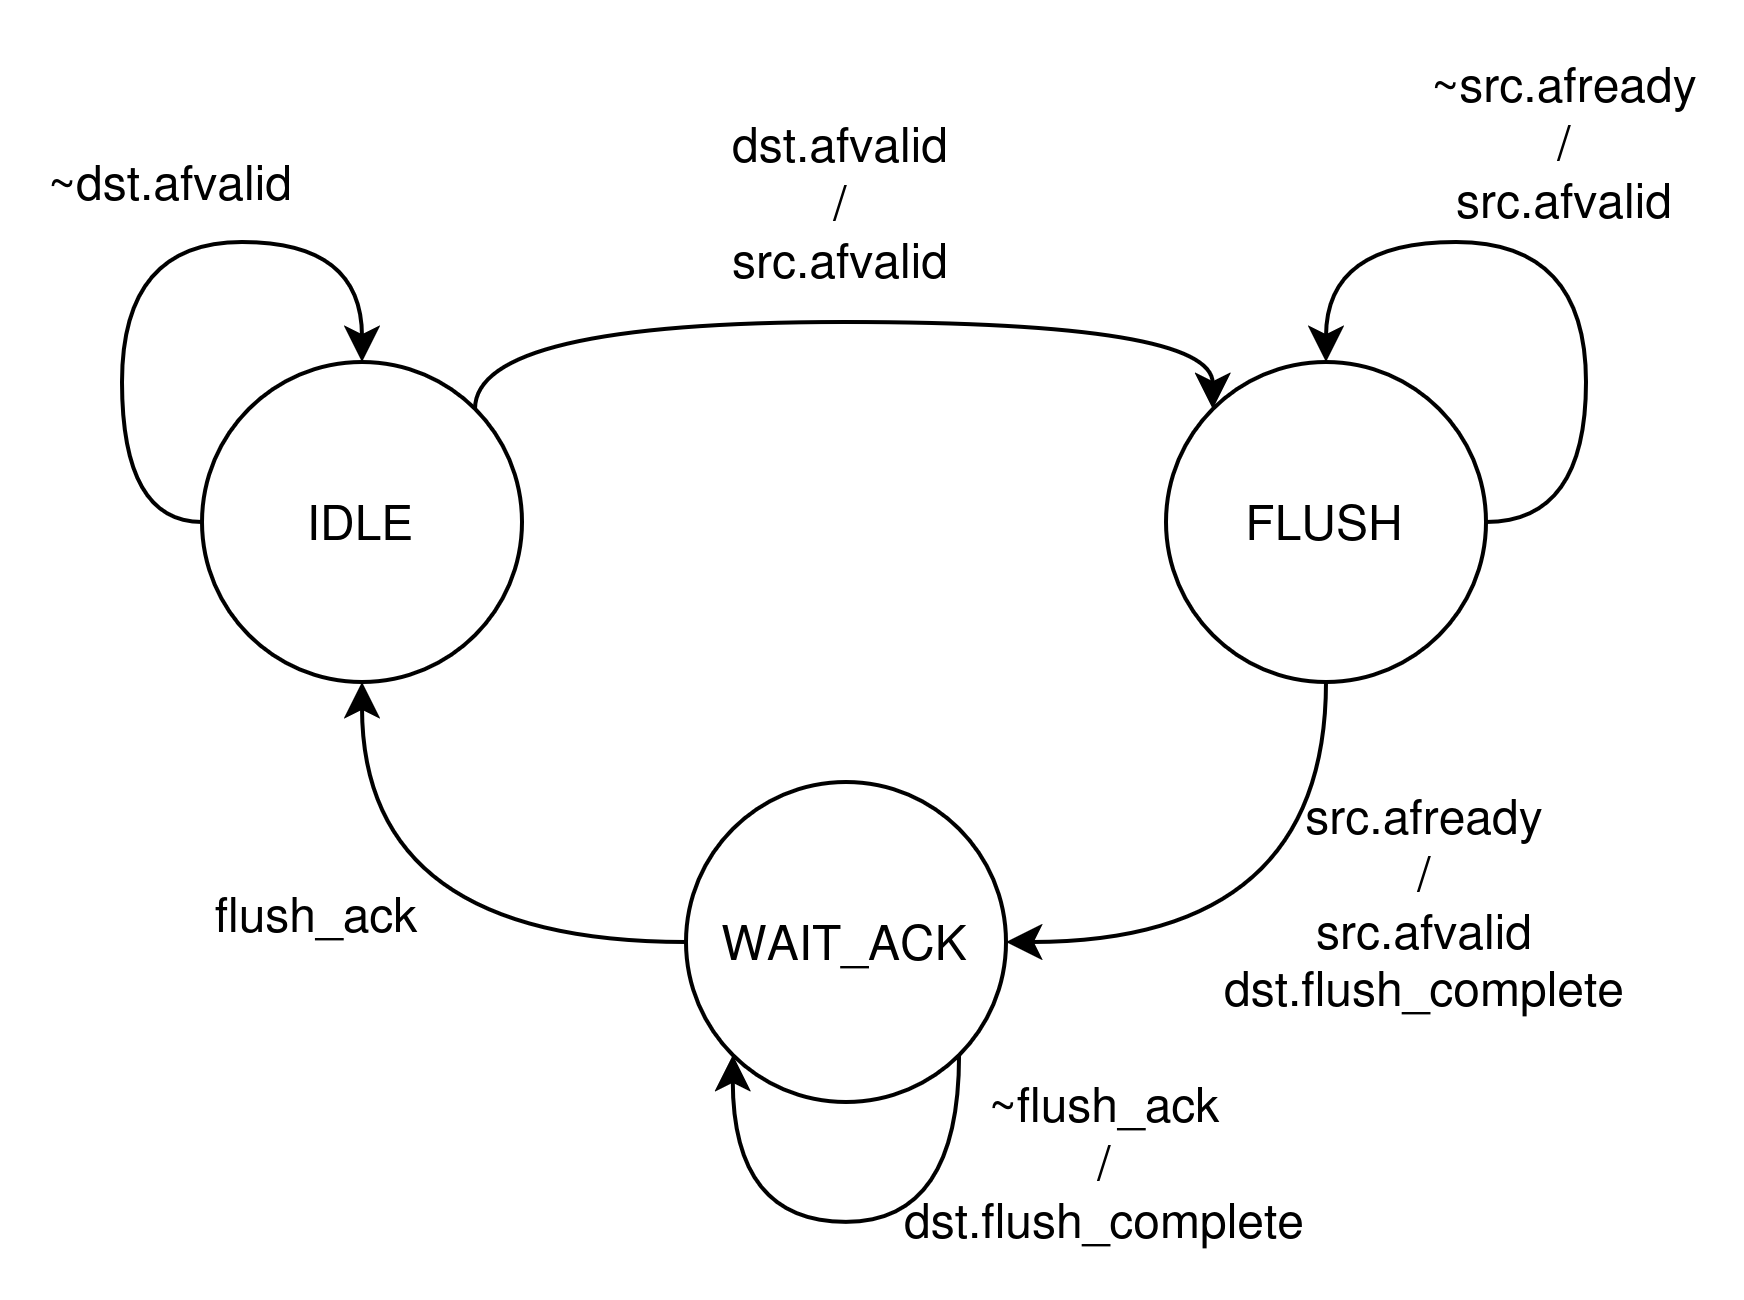 ~src.afready
/
src.afvalid
dst.afvalid
/
src.afvalid
~dst.afvalid
IDLE
FLUSH
src.afready
/
src.afvalid
dst.flush_complete
flush_ack
WAIT_ACK
~flush_ack
/
dst.flush_complete